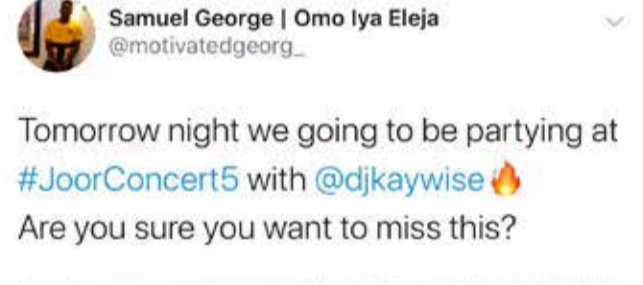 Samuel George | Omo Iya Eleja
@motivatedgeorg_
Tomorrow night we going to be partying at
#JoorConcert5 with @djkaywise🔥
Are you sure you want to miss this?